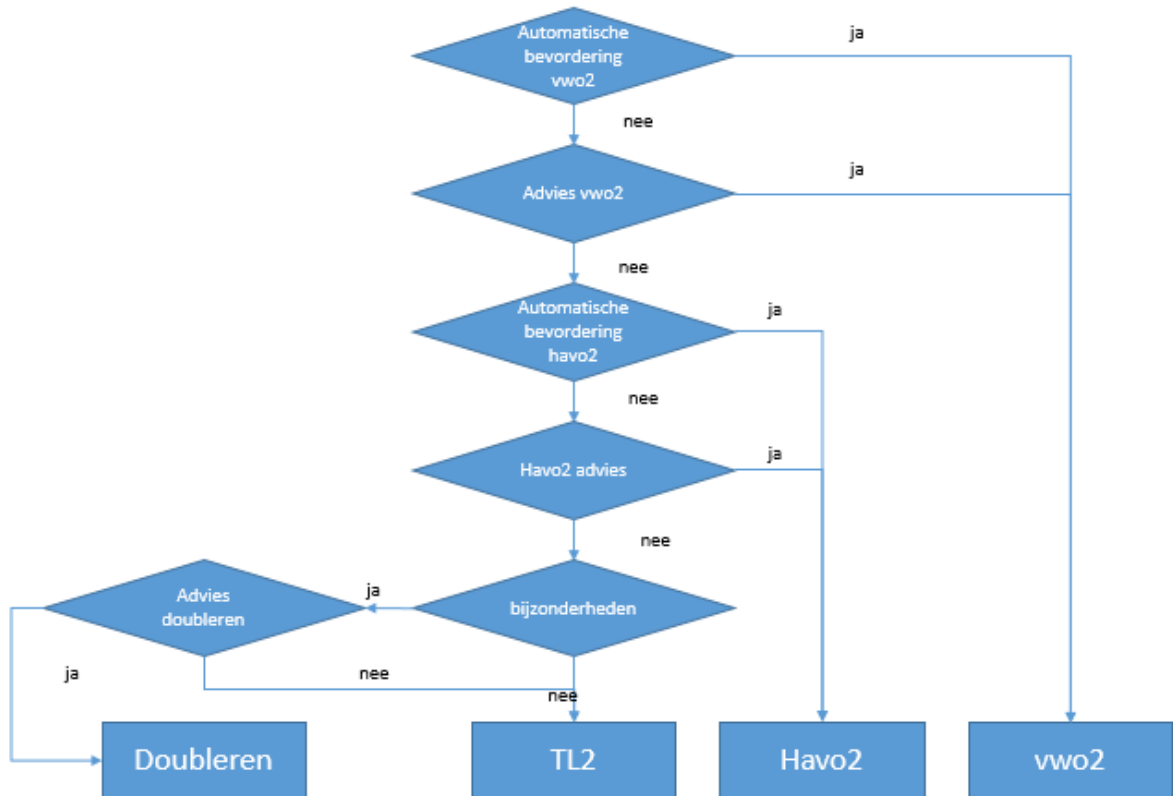 Automatische
bevordering
vwo2
ja
nee
Advies vwo2
ja
nee
Automatische
bevordering
havo2
ja
nee
Havo2 advies
ja
nee
bijzonderheden
ja
Advies
doubleren
ja
nee
nee
Doubleren
TL2
Havo2
vwo2